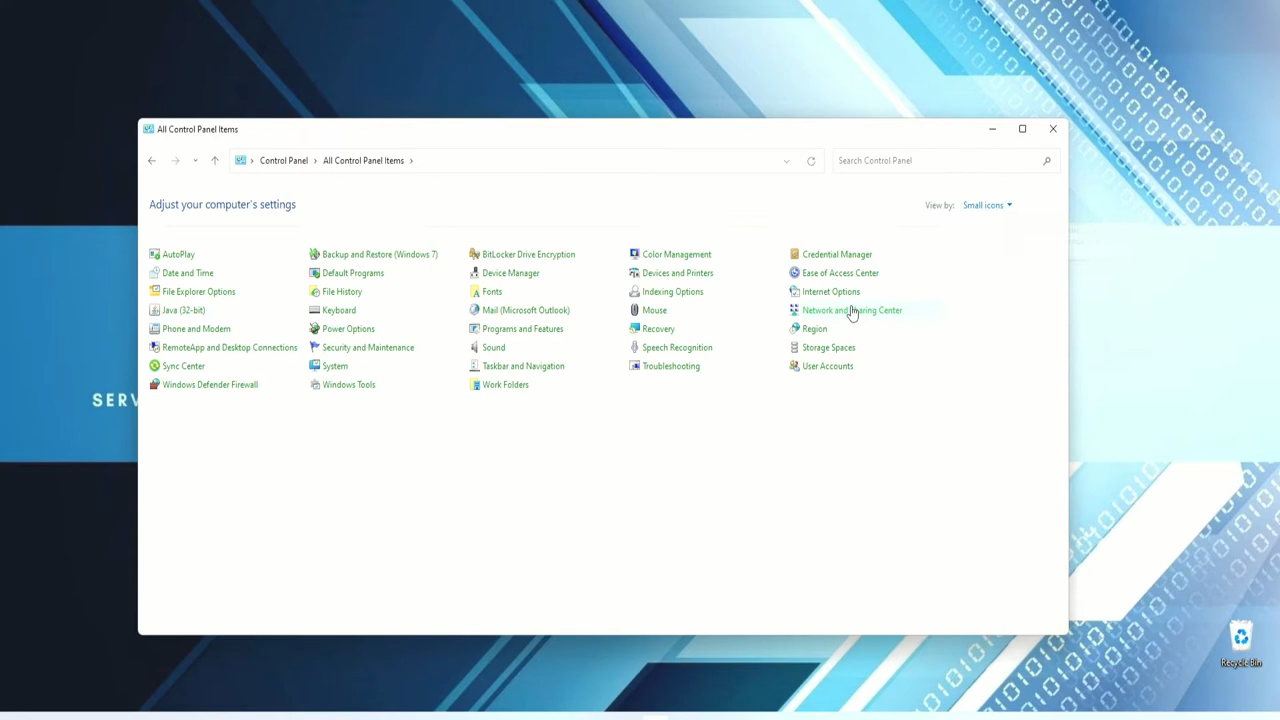 All Control Panel Items
Control Panel > All Control Panel Items >
Search Control Panel
Adjust your computer's settings
View by: Small icons
AutoPlay
Backup and Restore (Windows 7)
BitLocker Drive Encryption
Color Management
Credential Manager
Date and Time
Default Programs
Device Manager
Devices and Printers
Ease of Access Center
File Explorer Options
File History
Fonts
Indexing Options
Internet Options
Java (32-bit)
Keyboard
Mail (Microsoft Outlook)
Mouse
Network and Sharing Center
Phone and Modem
Power Options
Programs and Features
Recovery
Region
RemoteApp and Desktop Connections
Security and Maintenance
Sound
Speech Recognition
Storage Spaces
Sync Center
System
Taskbar and Navigation
Troubleshooting
User Accounts
Windows Defender Firewall
Windows Tools
Work Folders
SERV
Recycle Bin